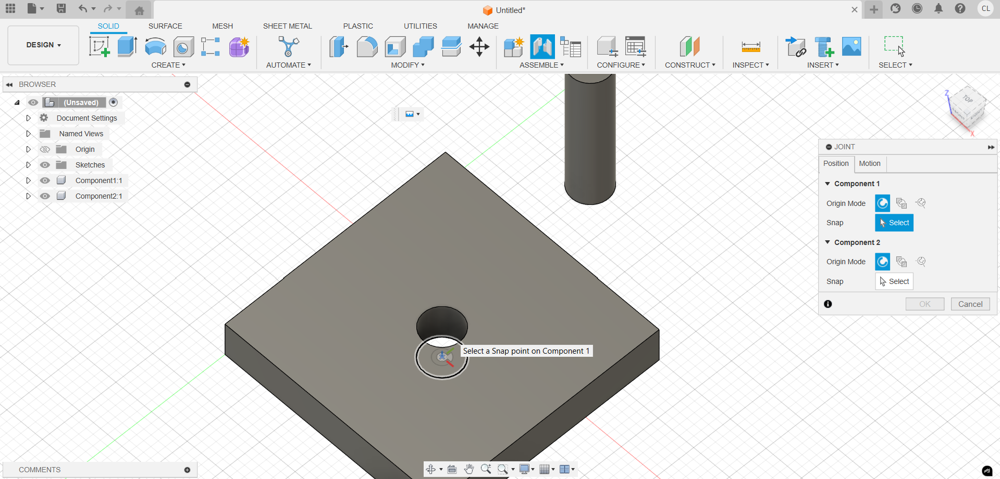 Untitled*
CL
DESIGN
SOLID
SURFACE
MESH
SHEET METAL
PLASTIC
UTILITIES
MANAGE
CREATE
AUTOMATE
MODIFY
ASSEMBLE
CONFIGURE
CONSTRUCT
INSPECT
INSERT
SELECT
BROWSER
(Unsaved)
Document Settings
Named Views
Origin
Sketches
Component1:1
Component2:1
Z
TOP
X
JOINT
Position
Motion
Component 1
Origin Mode
Snap
Select
Component 2
Origin Mode
Snap
Select
OK
Cancel
Select a Snap point on Component 1
COMMENTS